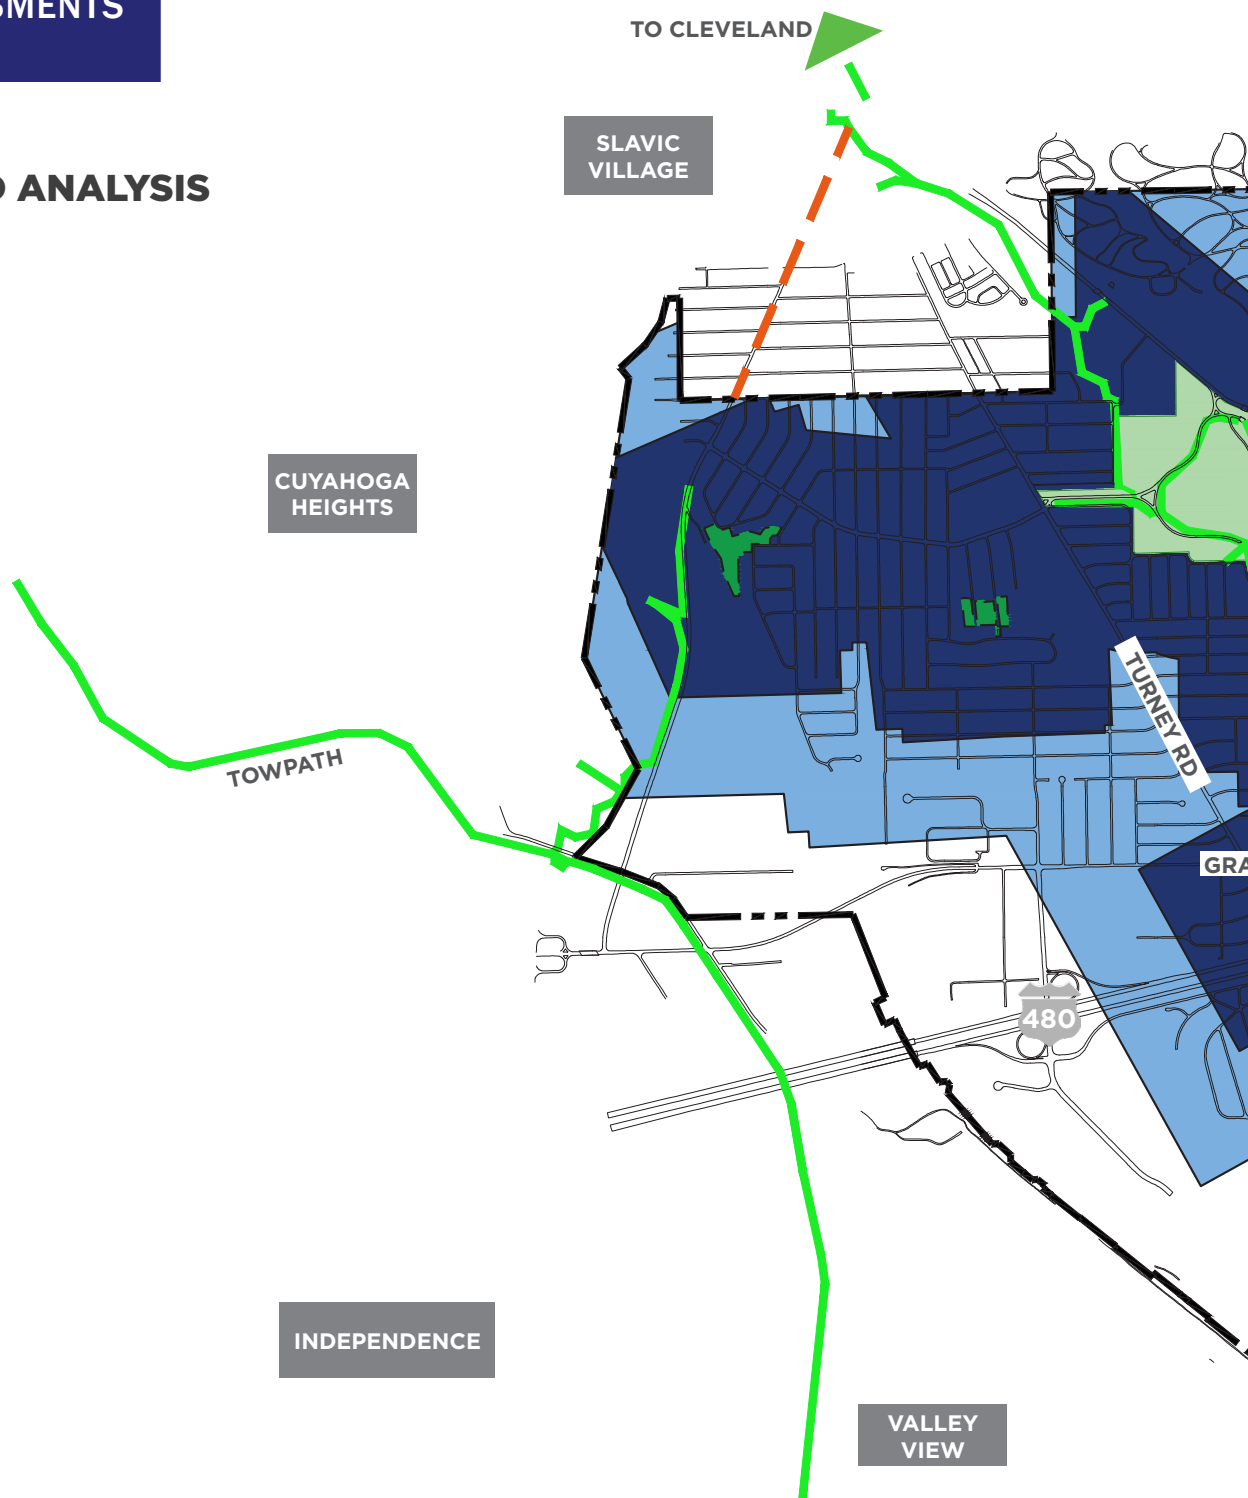 SMENTS
TO CLEVELAND
SLAVIC
VILLAGE
ANALYSIS
CUYAHOGA
HEIGHTS
TURNEY RD
TOWPATH
GRA
480
INDEPENDENCE
VALLEY
VIEW